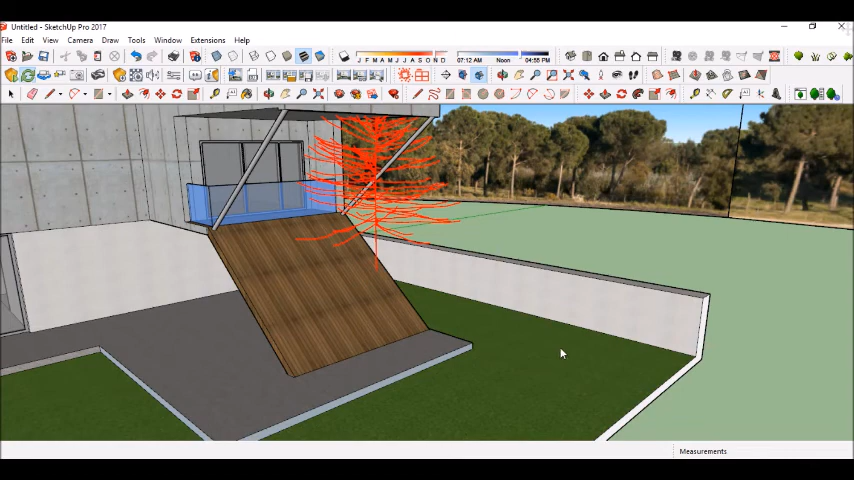 Untitled - SketchUp Pro 2017
File Edit View Camera Draw Tools Window Extensions Help
J F M A M J J A S O N D 07:12 AM Noon 04:55 PM
Measurements